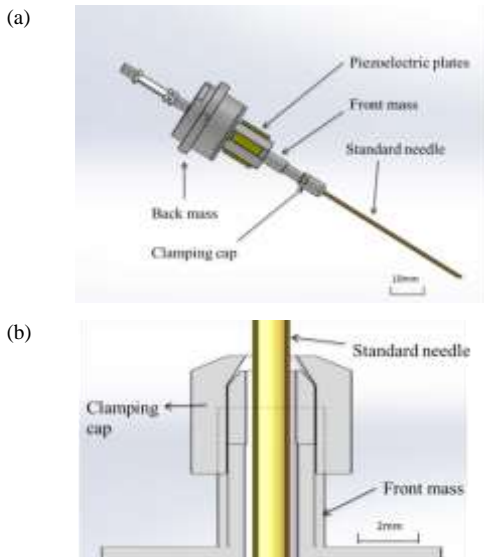 (a)
Piezoelectric plates
Front mass
Standard needle
Back mass
Clamping cap
10mm
(b)
Standard needle
Clamping
cap
Front mass
2mm